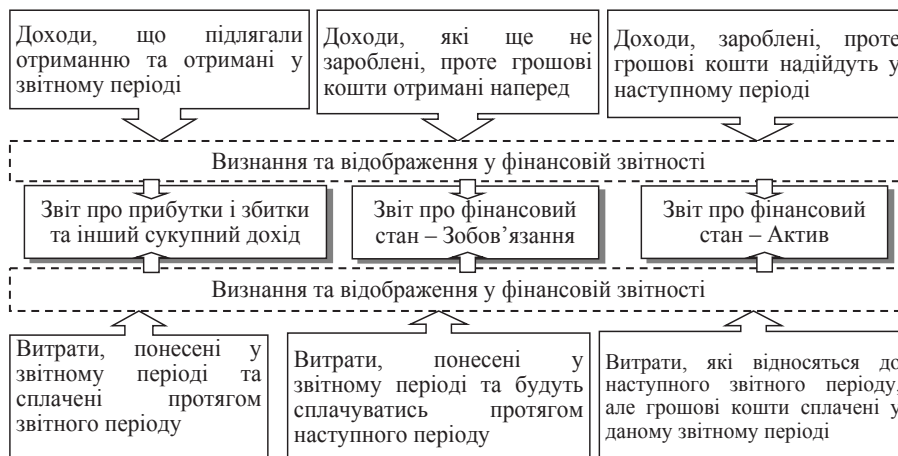 Доходи, що підлягали
отриманню та отримані у
звітному періоді
Доходи, які ще не
зароблені, проте грошові
кошти отримані наперед
Доходи, зароблені, проте
грошові кошти надійдуть у
наступному періоді
Визнання та відображення у фінансовій звітності
Звіт про прибутки і збитки
та інший сукупний дохід
Звіт про фінансовий
стан – Зобов’язання
Звіт про фінансовий
стан – Актив
Визнання та відображення у фінансовій звітності
Витрати, понесені у
звітному періоді та
сплачені протягом
звітного періоду
Витрати, понесені у
звітному періоді та будуть
сплачуватись протягом
наступного періоду
Витрати, які відносяться до
наступного звітного періоду,
але грошові кошти сплачені у
даному звітному періоді